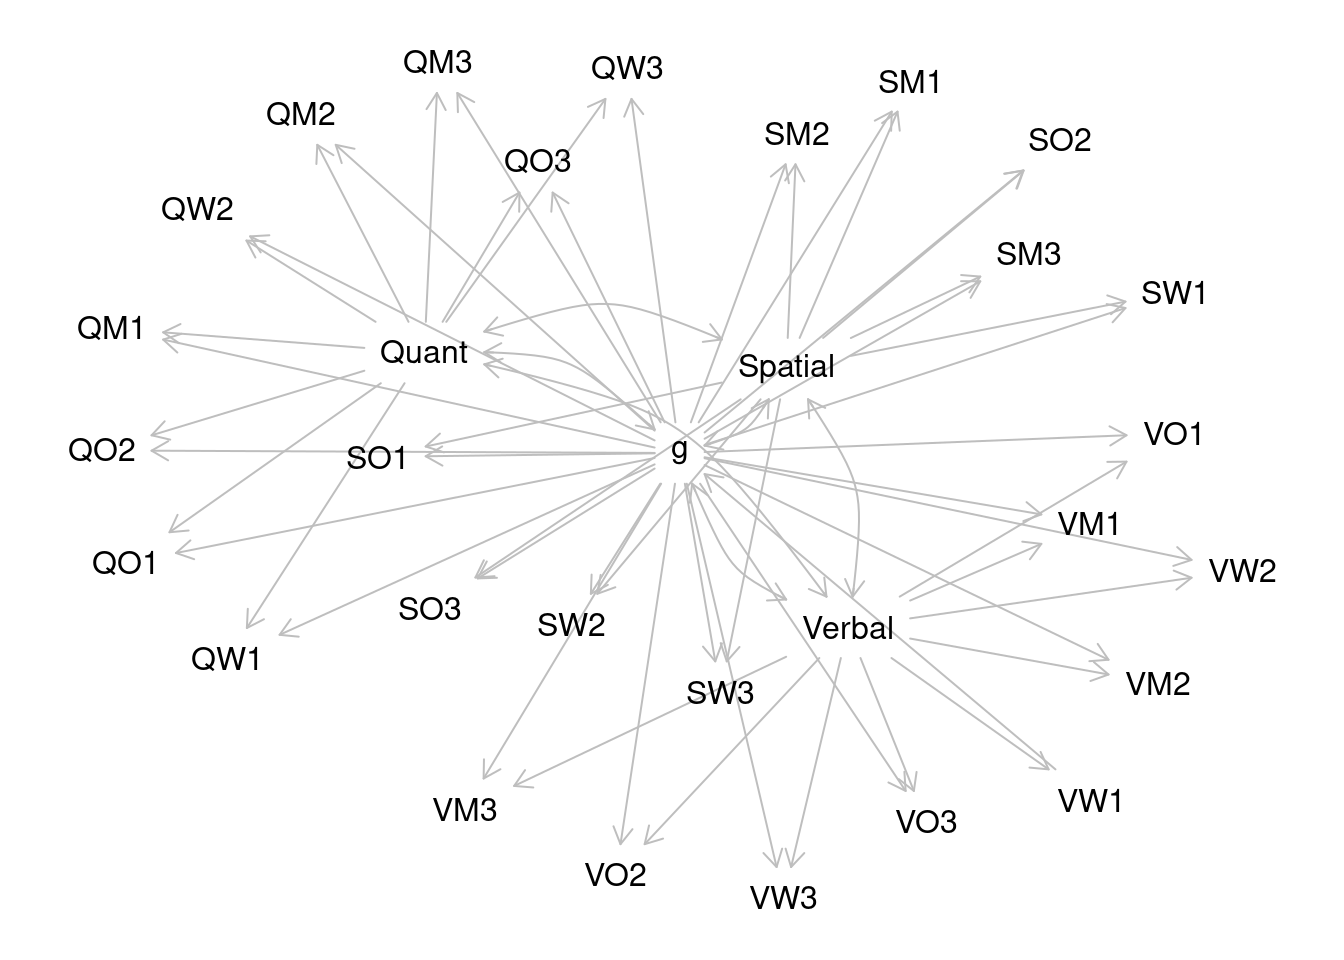 QM3
QW3
SM1
QM2
SM2
SO2
QO3
QW2
SM3
SW1
QM1
Quant
Spatial
VO1
QO2
SO1
g
VM1
QO1
VW2
SO3
SW2
Verbal
QW1
VM2
SW3
VW1
VM3
VO3
VO2
VW3